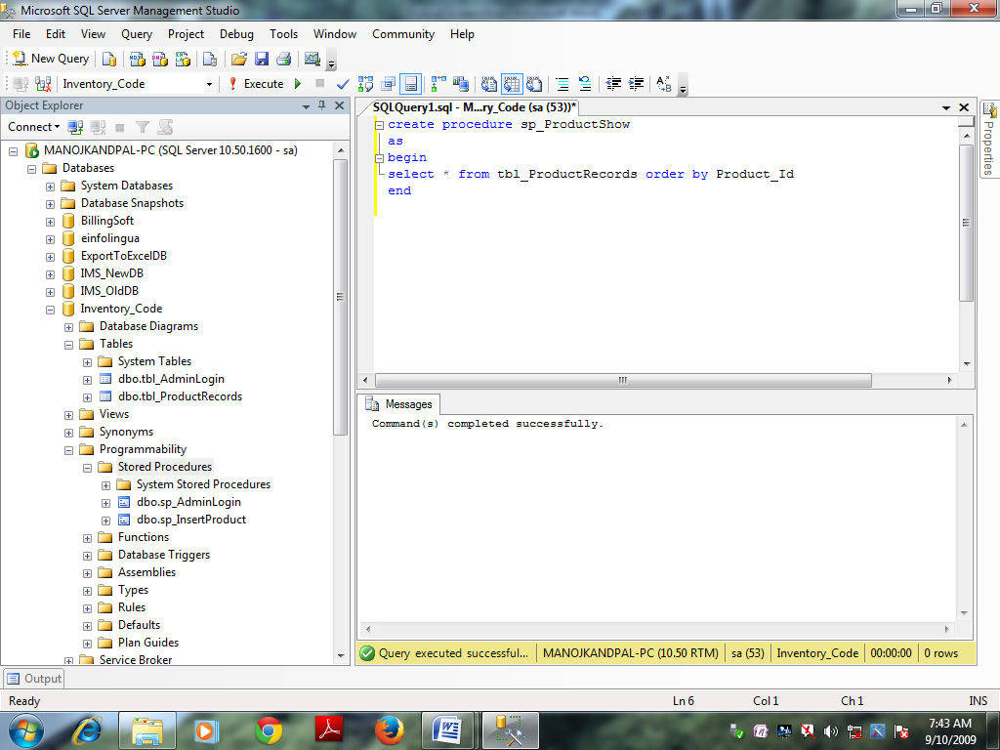 Microsoft SQL Server Management Studio
File Edit View Query Project Debug Tools Window Community Help
New Query
Inventory_Code Execute
Object Explorer
Connect
MANOJKANDPAL-PC (SQL Server 10.50.1600 - sa)
Databases
System Databases
Database Snapshots
BillingSoft
einfolingua
ExportToExcelDB
IMS_NewDB
IMS_OldDB
Inventory_Code
Database Diagrams
Tables
System Tables
dbo.tbl_AdminLogin
dbo.tbl_ProductRecords
Views
Synonyms
Programmability
Stored Procedures
System Stored Procedures
dbo.sp_AdminLogin
dbo.sp_InsertProduct
Functions
Database Triggers
Assemblies
Types
Rules
Defaults
Plan Guides
Service Broker
SQLQuery1.sql - M...ry_Code (sa (53))*
create procedure sp_ProductShow
as
begin
select * from tbl_ProductRecords order by Product_Id
end
Properties
Messages
Command(s) completed successfully.
Query executed successful... MANOJKANDPAL-PC (10.50 RTM) sa (53) Inventory_Code 00:00:00 0 rows
Output
Ready Ln 6 Col 1 Ch 1 INS
7:43 AM
9/10/2009